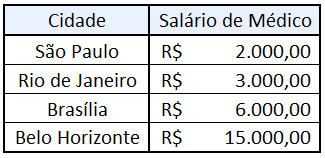 Cidade Salário de Médico
São Paulo R$ 2.000,00
Rio de Janeiro R$ 3.000,00
Brasília R$ 6.000,00
Belo Horizonte R$ 15.000,00